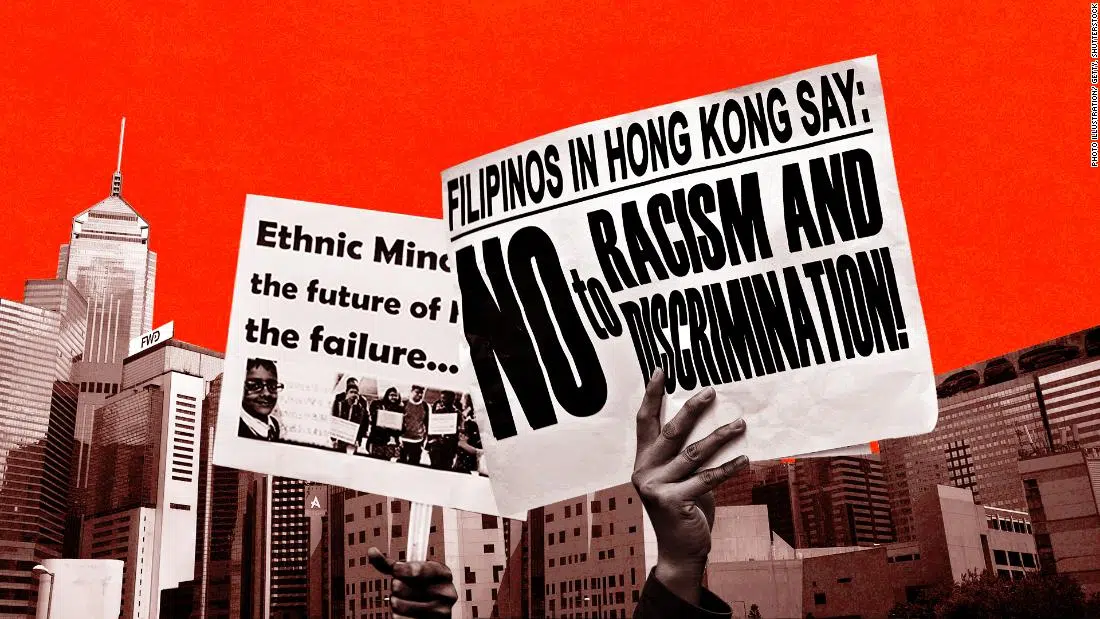 FILIPINOS IN HONG KONG SAY:
NO to RACISM AND
DISCRIMINATION!
Ethnic Mino
the future of
the failure...
FWD
A
PHOTO ILLUSTRATION/ GETTY, SHUTTERSTOCK